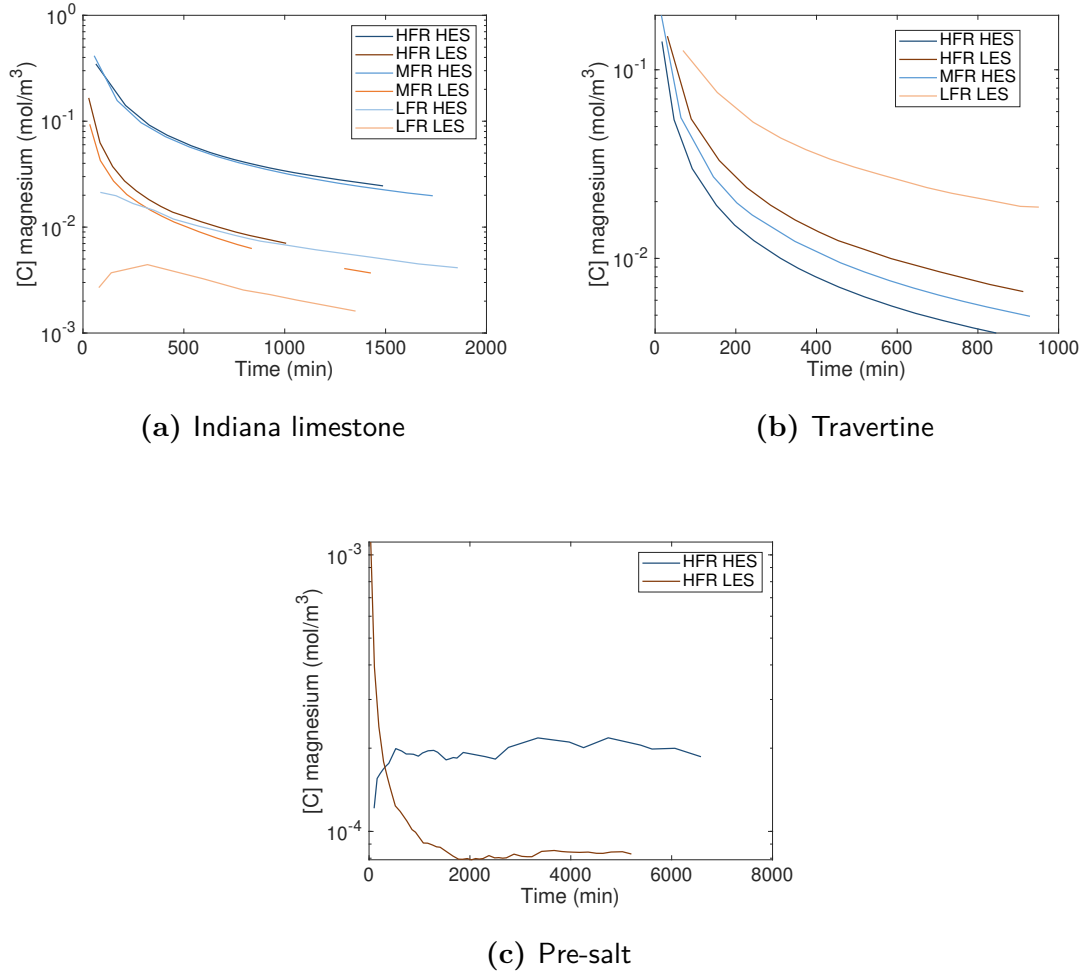 10^0
10^-1
10^-2
10^-3
[C] magnesium (mol/m^3)
HFR HES
HFR LES
MFR HES
MFR LES
LFR HES
LFR LES
0 500 1000 1500 2000
Time (min)
(a) Indiana limestone
10^-1
10^-2
[C] magnesium (mol/m^3)
HFR HES
HFR LES
MFR HES
LFR LES
0 200 400 600 800 1000
Time (min)
(b) Travertine
10^-3
10^-4
[C] magnesium (mol/m^3)
HFR HES
HFR LES
0 2000 4000 6000 8000
Time (min)
(c) Pre-salt